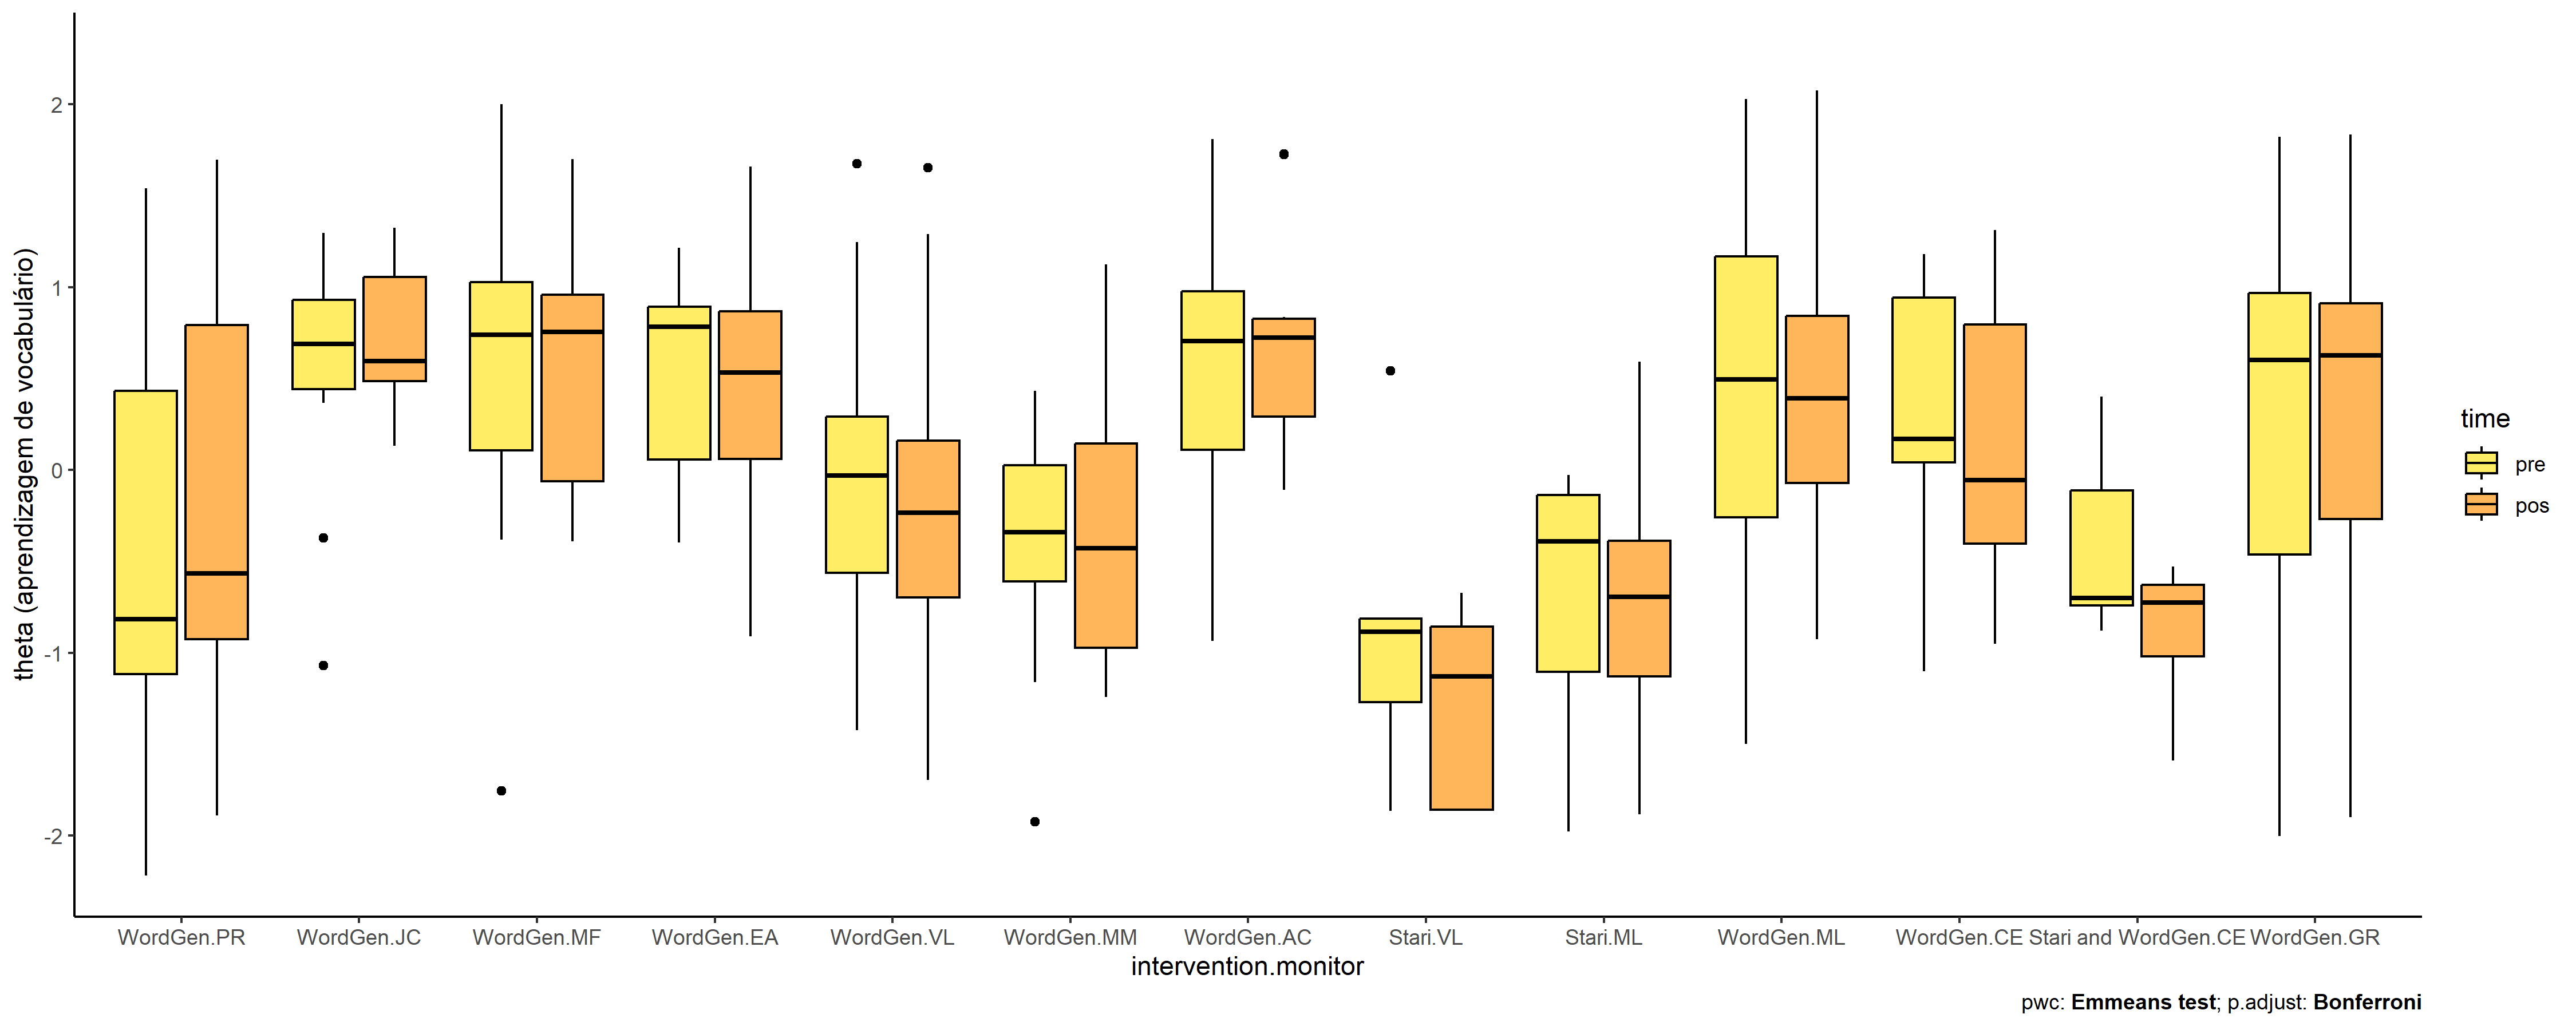 theta (aprendizagem de vocabulário)
2
1
0
-1
-2
WordGen.PR WordGen.JC WordGen.MF WordGen.EA WordGen.VL WordGen.MM WordGen.AC Stari.VL Stari.ML WordGen.ML WordGen.CE Stari and WordGen.CE WordGen.GR
intervention.monitor
time
pre
pos
pwc: Emmeans test; p.adjust: Bonferroni